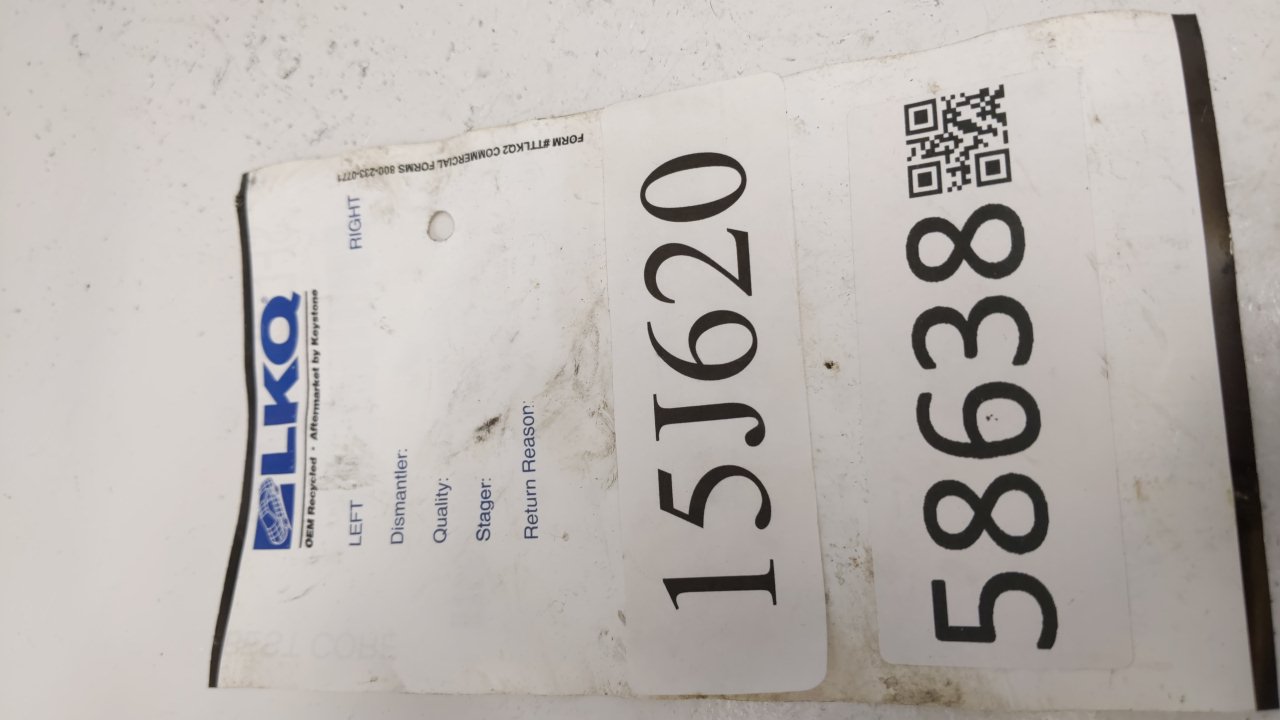 LKQ
OEM Recycled · Aftermarket by Keystone
LEFT RIGHT
Dismantler:
Quality:
Stager:
Return Reason:
FORM #TTLKQ2 COMMERCIAL FORMS 800-233-0771
15J620
58638